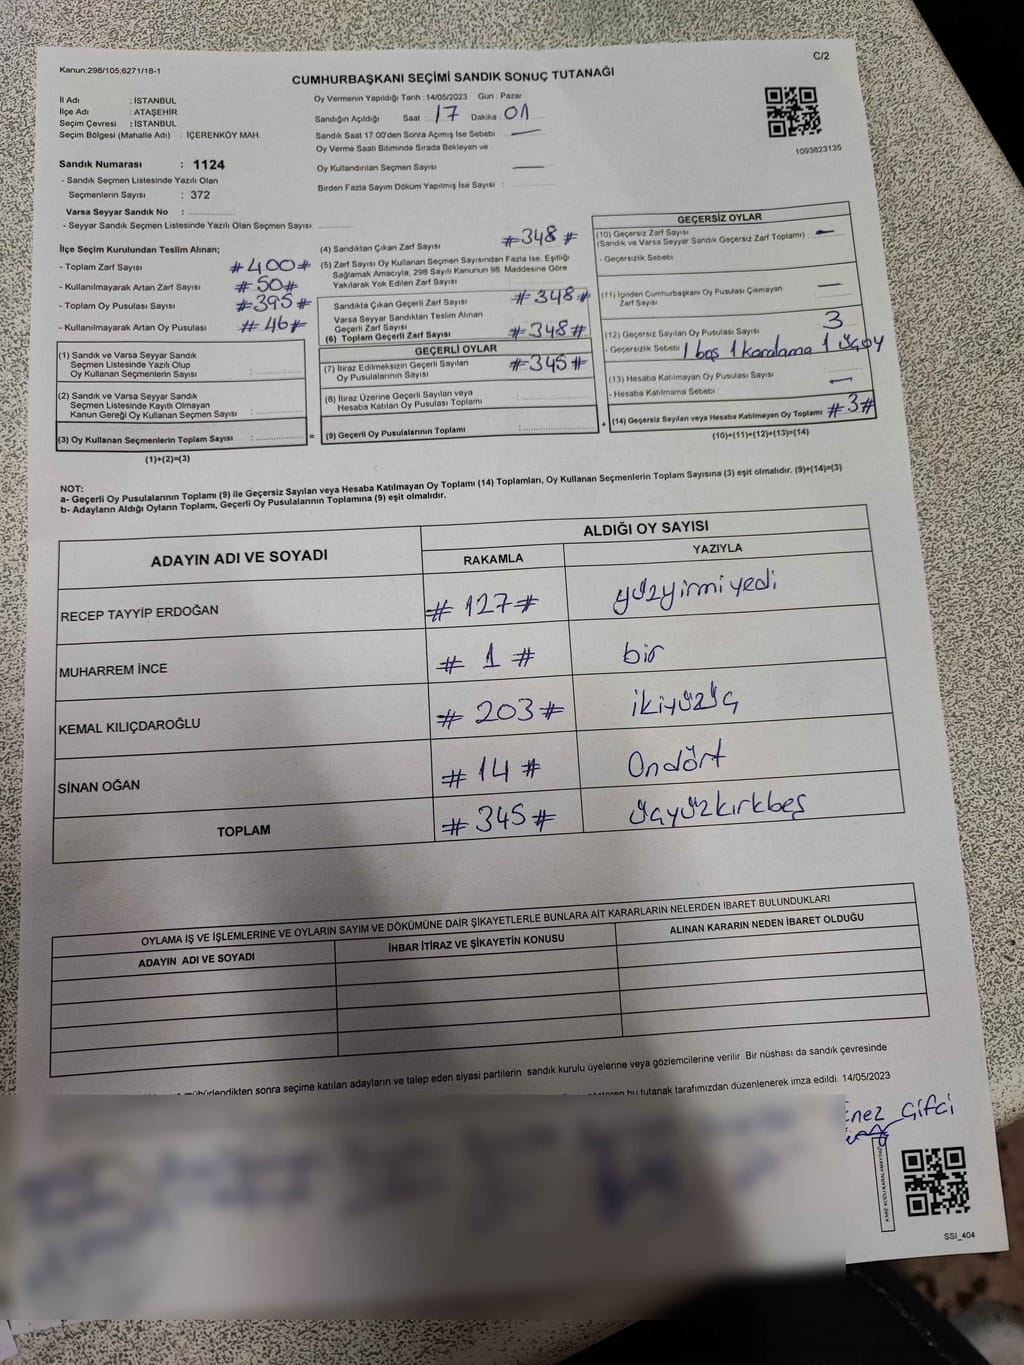 Kanun;298/105;6271/18-1
C/2
CUMHURBAŞKANI SEÇİMİ SANDIK SONUÇ TUTANAĞI
İl Adı : İSTANBUL
İlçe Adı : ATAŞEHİR
Seçim Çevresi : İSTANBUL
Seçim Bölgesi (Mahalle Adı) : İÇERENKÖY MAH.
Sandık Numarası : 1124
- Sandık Seçmen Listesinde Yazılı Olan
Seçmenlerin Sayısı : 372
Varsa Seyyar Sandık No :
- Seyyar Sandık Seçmen Listesinde Yazılı Olan Seçmen Sayısı:
Oy Vermenin Yapıldığı Tarih : 14/05/2023 Gün : Pazar
Sandığın Açıldığı Saat : 17 Dakika : 01
Sandık Saat 17:00'den Sonra Açımış İse Sebebi : —
Oy Verme Saati Bitiminde Sırada Bekleyen ve
Oy Kullandırılan Seçmen Sayısı : —
Birden Fazla Sayım Döküm Yapılmış İse Sayısı :
1093823135
İlçe Seçim Kurulundan Teslim Alınan;
- Toplam Zarf Sayısı #400#
- Kullanılmayarak Artan Zarf Sayısı #50#
- Toplam Oy Pusulası Sayısı #395#
- Kullanılmayarak Artan Oy Pusulası #46#
(1) Sandık ve Varsa Seyyar Sandık
Seçmen Listesinde Yazılı Olup
Oy Kullanan Seçmenlerin Sayısı :
(2) Sandık ve Varsa Seyyar Sandık
Seçmen Listesinde Kayıtlı Olmayan
Kanun Gereği Oy Kullanan Seçmen Sayısı :
(3) Oy Kullanan Seçmenlerin Toplam Sayısı :
(1)+(2)=(3)
(4) Sandıktan Çıkan Zarf Sayısı #348#
(5) Zarf Sayısı Oy Kullanan Seçmen Sayısından Fazla İse, Eşitliği
Sağlamak Amacıyla, 298 Sayılı Kanunun 98. Maddesine Göre
Yakılarak Yok Edilen Zarf Sayısı :
Sandıkta Çıkan Geçerli Zarf Sayısı #348#
Varsa Seyyar Sandıktan Teslim Alınan
Geçerli Zarf Sayısı
(6) Toplam Geçerli Zarf Sayısı #348#
GEÇERLİ OYLAR
(7) İtiraz Edilmeksizin Geçerli Sayılan
Oy Pusulalarının Sayısı #345#
(8) İtiraz Üzerine Geçerli Sayılan veya
Hesaba Katılan Oy Pusulası Toplamı :
= (9) Geçerli Oy Pusulalarının Toplamı :
GEÇERSİZ OYLAR
(10) Geçersiz Zarf Sayısı
(Sandık ve Varsa Seyyar Sandık Geçersiz Zarf Toplamı) : —
- Geçersizlik Sebebi
(11) İçinden Cumhurbaşkanı Oy Pusulası Çıkmayan
Zarf Sayısı —
(12) Geçersiz Sayılan Oy Pusulası Sayısı 3
- Geçersizlik Sebebi 1 boş 1 karalama 1 üç oy
(13) Hesaba Katılmayan Oy Pusulası Sayısı
- Hesaba Katılmama Sebebi : —
+ (14) Geçersiz Sayılan veya Hesaba Katılmayan Oy Toplamı #3#
(10)+(11)+(12)+(13)=(14)
NOT:
a- Geçerli Oy Pusulalarının Toplamı (9) ile Geçersiz Sayılan veya Hesaba Katılmayan Oy Toplamı (14) Toplamları, Oy Kullanan Seçmenlerin Toplam Sayısına (3) eşit olmalıdır. (9)+(14)=(3)
b- Adayların Aldığı Oyların Toplamı, Geçerli Oy Pusulalarının Toplamına (9) eşit olmalıdır.
ADAYIN ADI VE SOYADI
ALDIĞI OY SAYISI
RAKAMLA YAZIYLA
RECEP TAYYİP ERDOĞAN #127# yüzyirmiyedi
MUHARREM İNCE #1# bir
KEMAL KILIÇDAROĞLU #203# ikiyüzüç
SİNAN OĞAN #14# Ondört
TOPLAM #345# üçyüzkırkbeş
OYLAMA İŞ VE İŞLEMLERİNE VE OYLARIN SAYIM VE DÖKÜMÜNE DAİR ŞİKAYETLERLE BUNLARA AİT KARARLARIN NELERDEN İBARET BULUNDUKLARI
ADAYIN ADI VE SOYADI İHBAR İTİRAZ VE ŞİKAYETİN KONUSU ALINAN KARARIN NEDEN İBARET OLDUĞU
mühürlendikten sonra seçime katılan adayların ve talep eden siyasi partilerin sandık kurulu üyelerine veya gözlemcilerine verilir. Bir nüshası da sandık çevresinde
bu tutanak tarafımızdan düzenlenerek imza edildi. 14/05/2023
Çifci
KARE KODU KARALAMAYINIZ
SSI_404